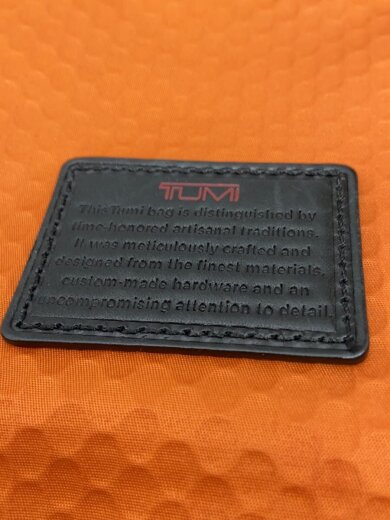 TUMI
This Tumi bag is distinguished by
time-honored artisanal traditions.
It was meticulously crafted and
designed from the finest materials,
custom-made hardware and an
uncompromising attention to detail.